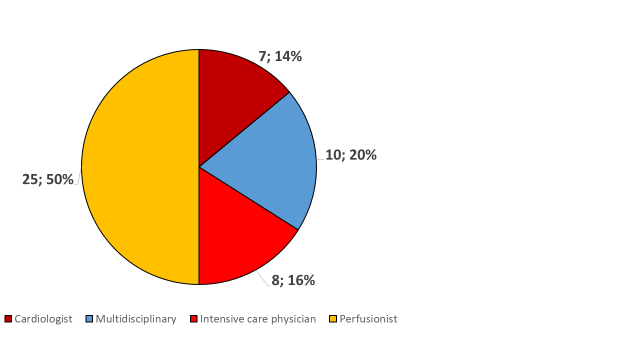 7; 14%
10; 20%
25; 50%
8; 16%
Cardiologist Multidisciplinary Intensive care physician Perfusionist